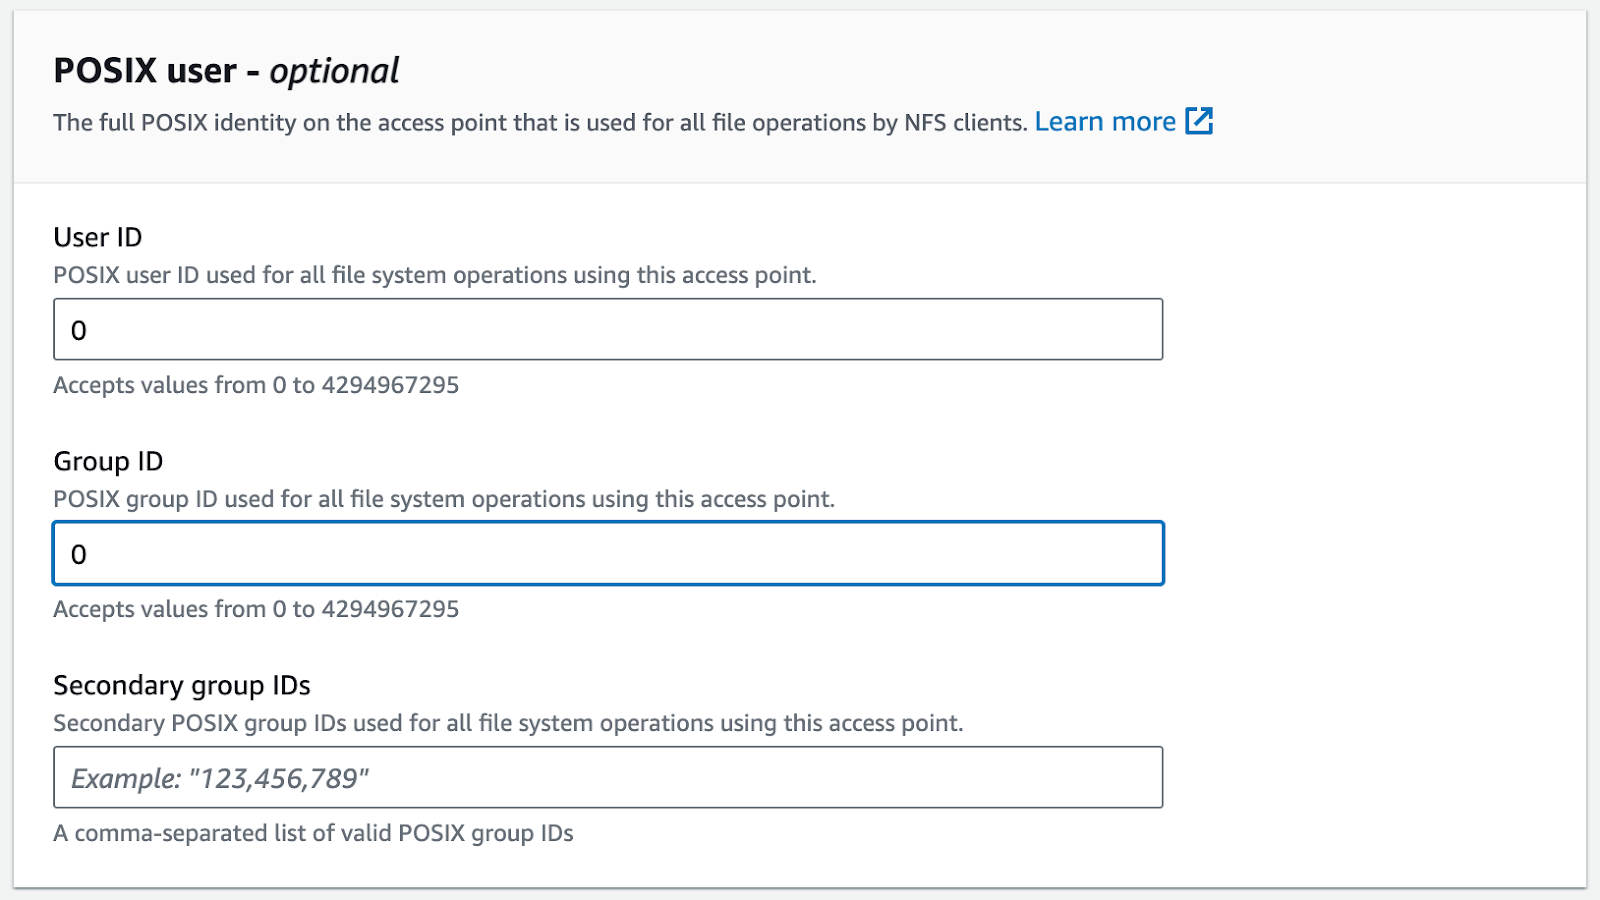 POSIX user - optional
The full POSIX identity on the access point that is used for all file operations by NFS clients. Learn more
User ID
POSIX user ID used for all file system operations using this access point.
0
Accepts values from 0 to 4294967295
Group ID
POSIX group ID used for all file system operations using this access point.
0
Accepts values from 0 to 4294967295
Secondary group IDs
Secondary POSIX group IDs used for all file system operations using this access point.
Example: "123,456,789"
A comma-separated list of valid POSIX group IDs